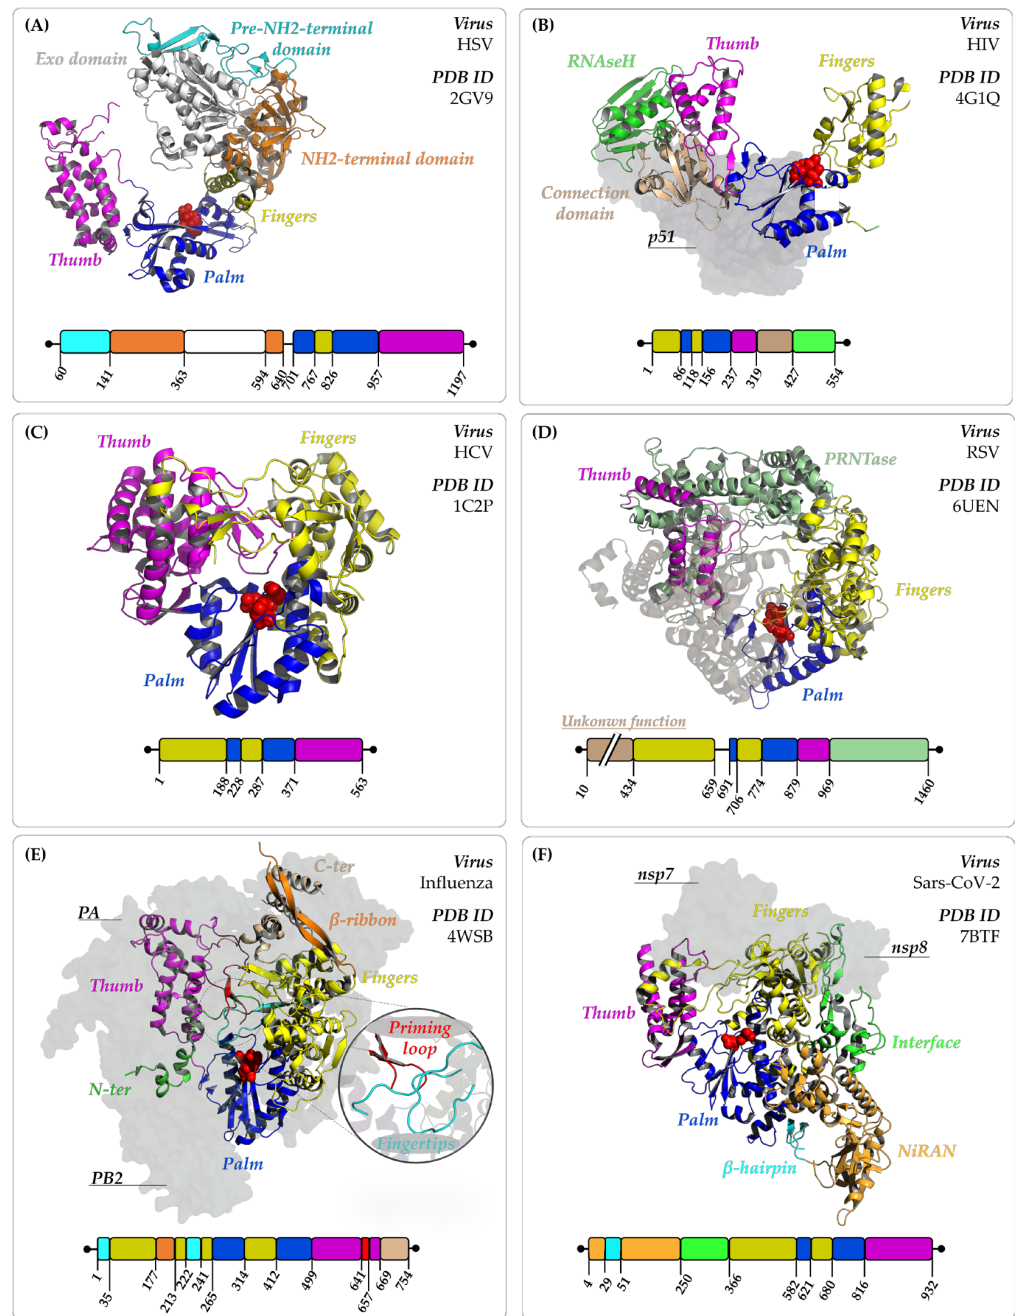 (A)
Virus
HSV
PDB ID
2GV9
Pre-NH2-terminal
domain
Exo domain
NH2-terminal domain
Fingers
Thumb
Palm
60
141
363
594
640
701
767
826
957
1197
(B)
Virus
HIV
PDB ID
4G1Q
Thumb
RNAseH
Fingers
Connection
domain
p51
Palm
1
86
118
156
237
319
427
554
(C)
Virus
HCV
PDB ID
1C2P
Thumb
Fingers
Palm
1
188
228
287
371
563
(D)
Virus
RSV
PDB ID
6UEN
PRNTase
Thumb
Fingers
Palm
Unkonwn function
10
434
659
691
706
774
879
969
1460
(E)
Virus
Influenza
PDB ID
4WSB
C-ter
PA
β-ribbon
Thumb
Fingers
Priming
loop
N-ter
Fingertips
Palm
PB2
1
35
177
213
222
241
265
314
412
499
641
657
669
754
(F)
Virus
Sars-CoV-2
PDB ID
7BTF
nsp7
Fingers
nsp8
Thumb
Interface
Palm
β-hairpin
NiRAN
4
29
51
250
366
582
621
680
816
932